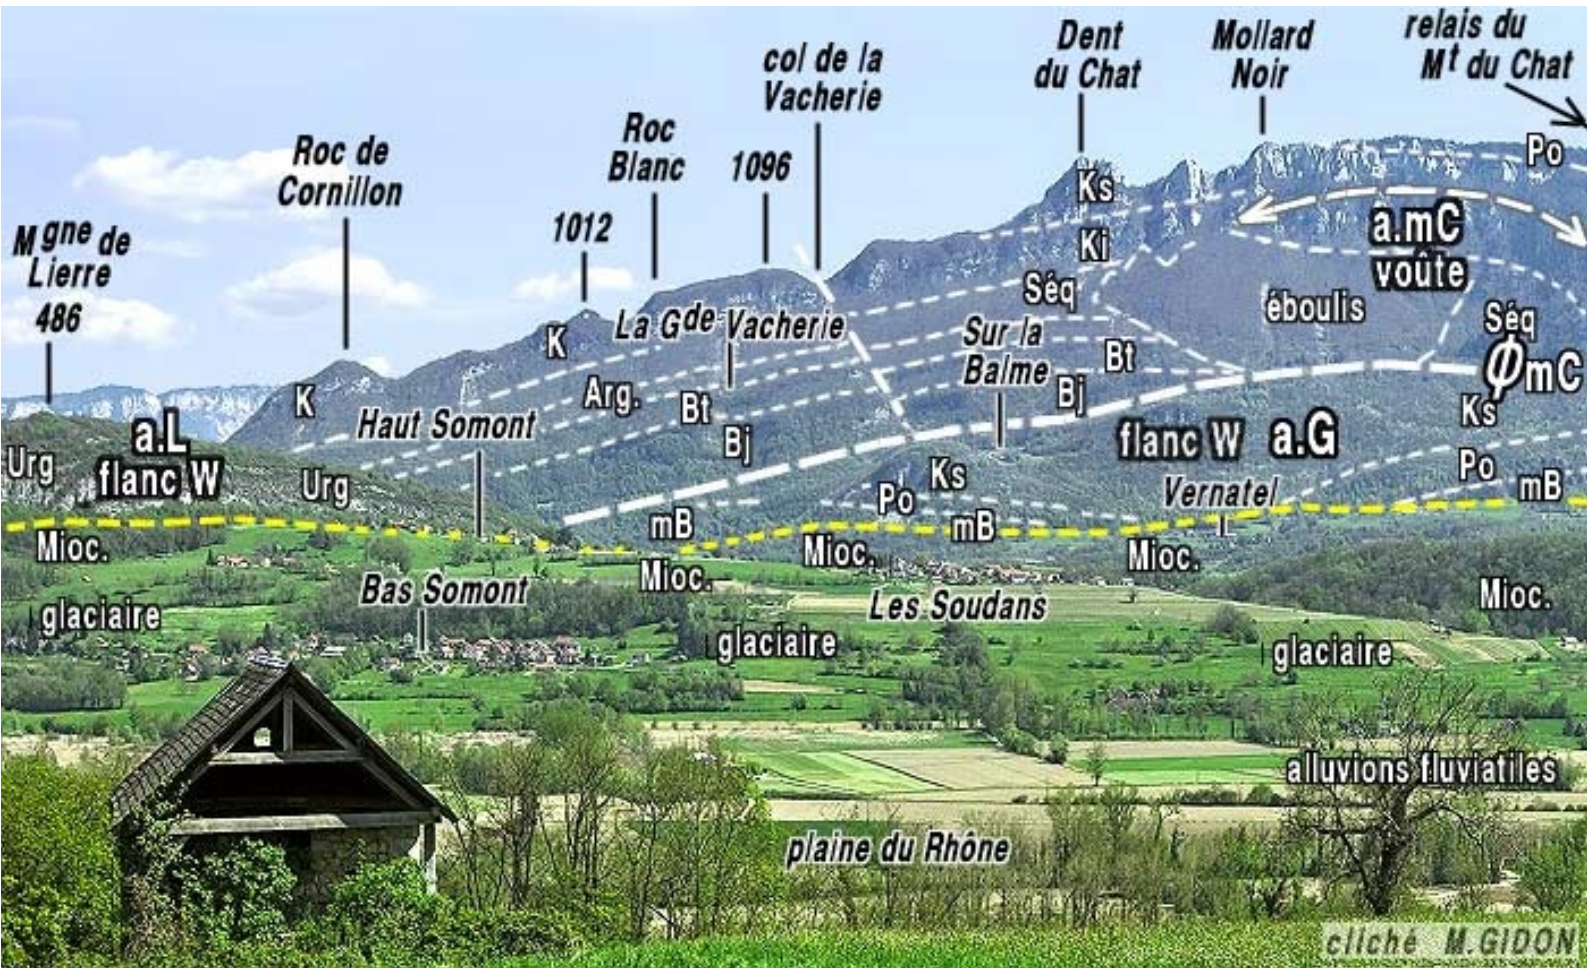 Mgne de
Lierre
486
Roc de
Cornillon
1012
Roc
Blanc
1096
col de la
Vacherie
Dent
du Chat
Mollard
Noir
relais du
Mt du Chat
Po
Ks
Ki
a.mC
voûte
Séq
éboulis
Séq
ΦmC
K
La Gde Vacherie
Sur la
Balme
Bt
K
Arg.
Bt
Bj
Bj
Ks
Haut Somont
a.L
flanc W
Urg
Urg
flanc W a.G
Ks
Po
Po
Vernatel
mB
mB
mB
Mioc.
Mioc.
Mioc.
Mioc.
Mioc.
Bas Somont
Les Soudans
glaciaire
glaciaire
glaciaire
alluvions fluviatiles
plaine du Rhône
cliché M.GIDON